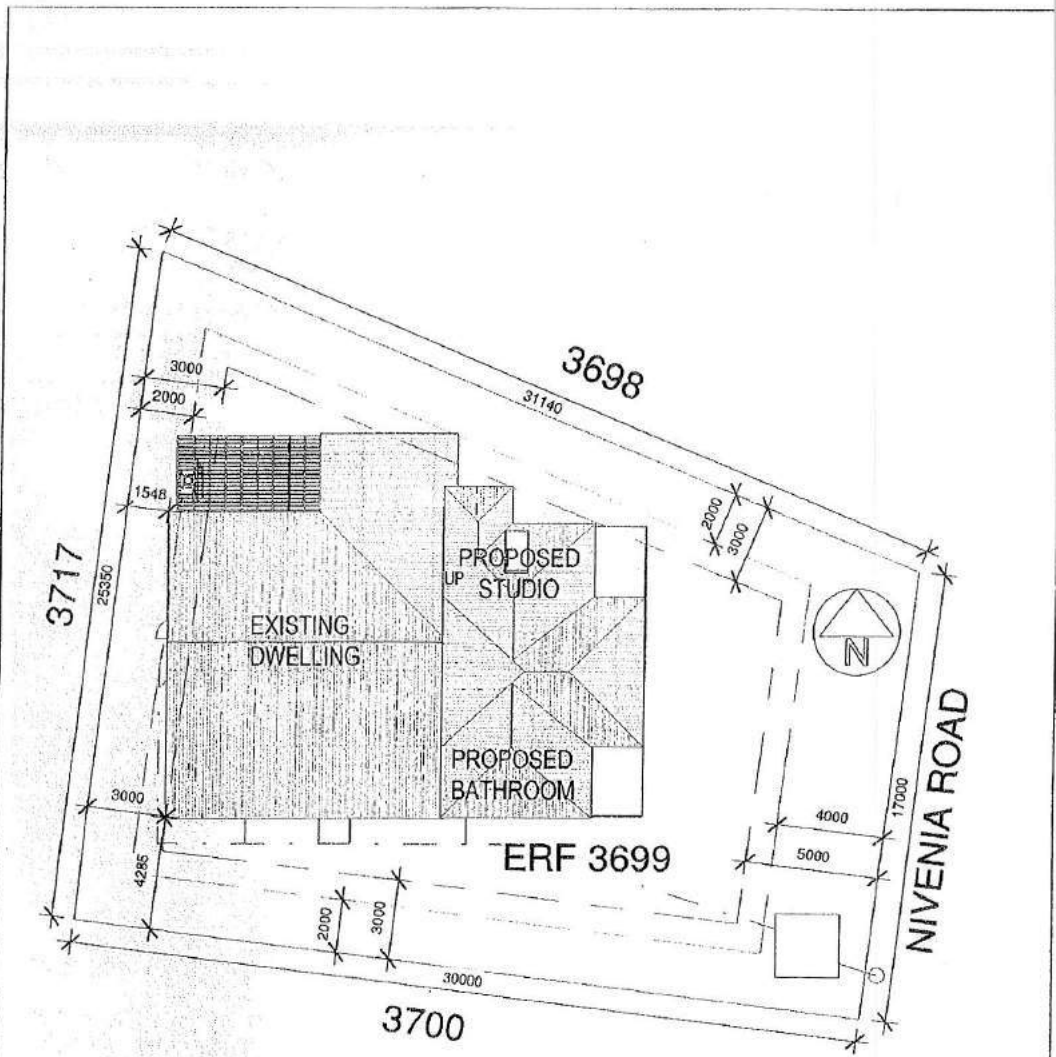 3698
31140
3000
2000
1548
2000
3000
3717
25350
PROPOSED
UP
STUDIO
EXISTING
DWELLING
N
PROPOSED
BATHROOM
NIVENIA ROAD
17000
3000
4000
5000
ERF 3699
4285
2000
3000
30000
3700